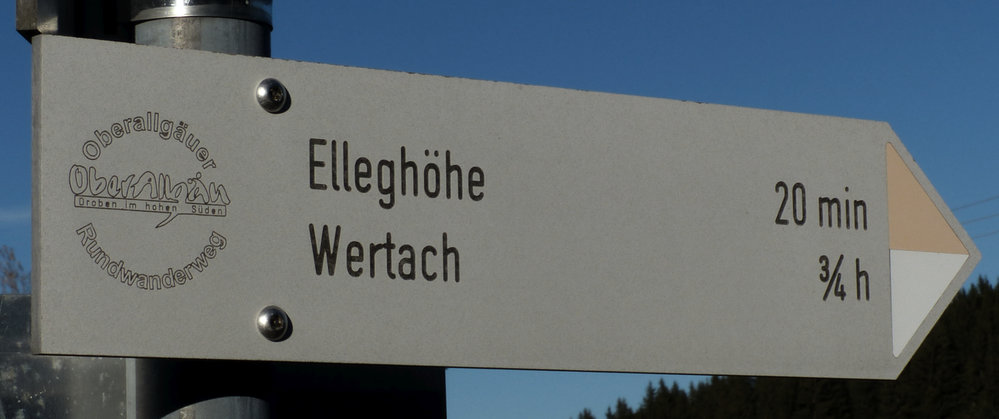 Oberallgäuer
OberAllgäu
Droben im hohen Süden
Rundwanderweg
Elleghöhe 20 min
Wertach ¾ h